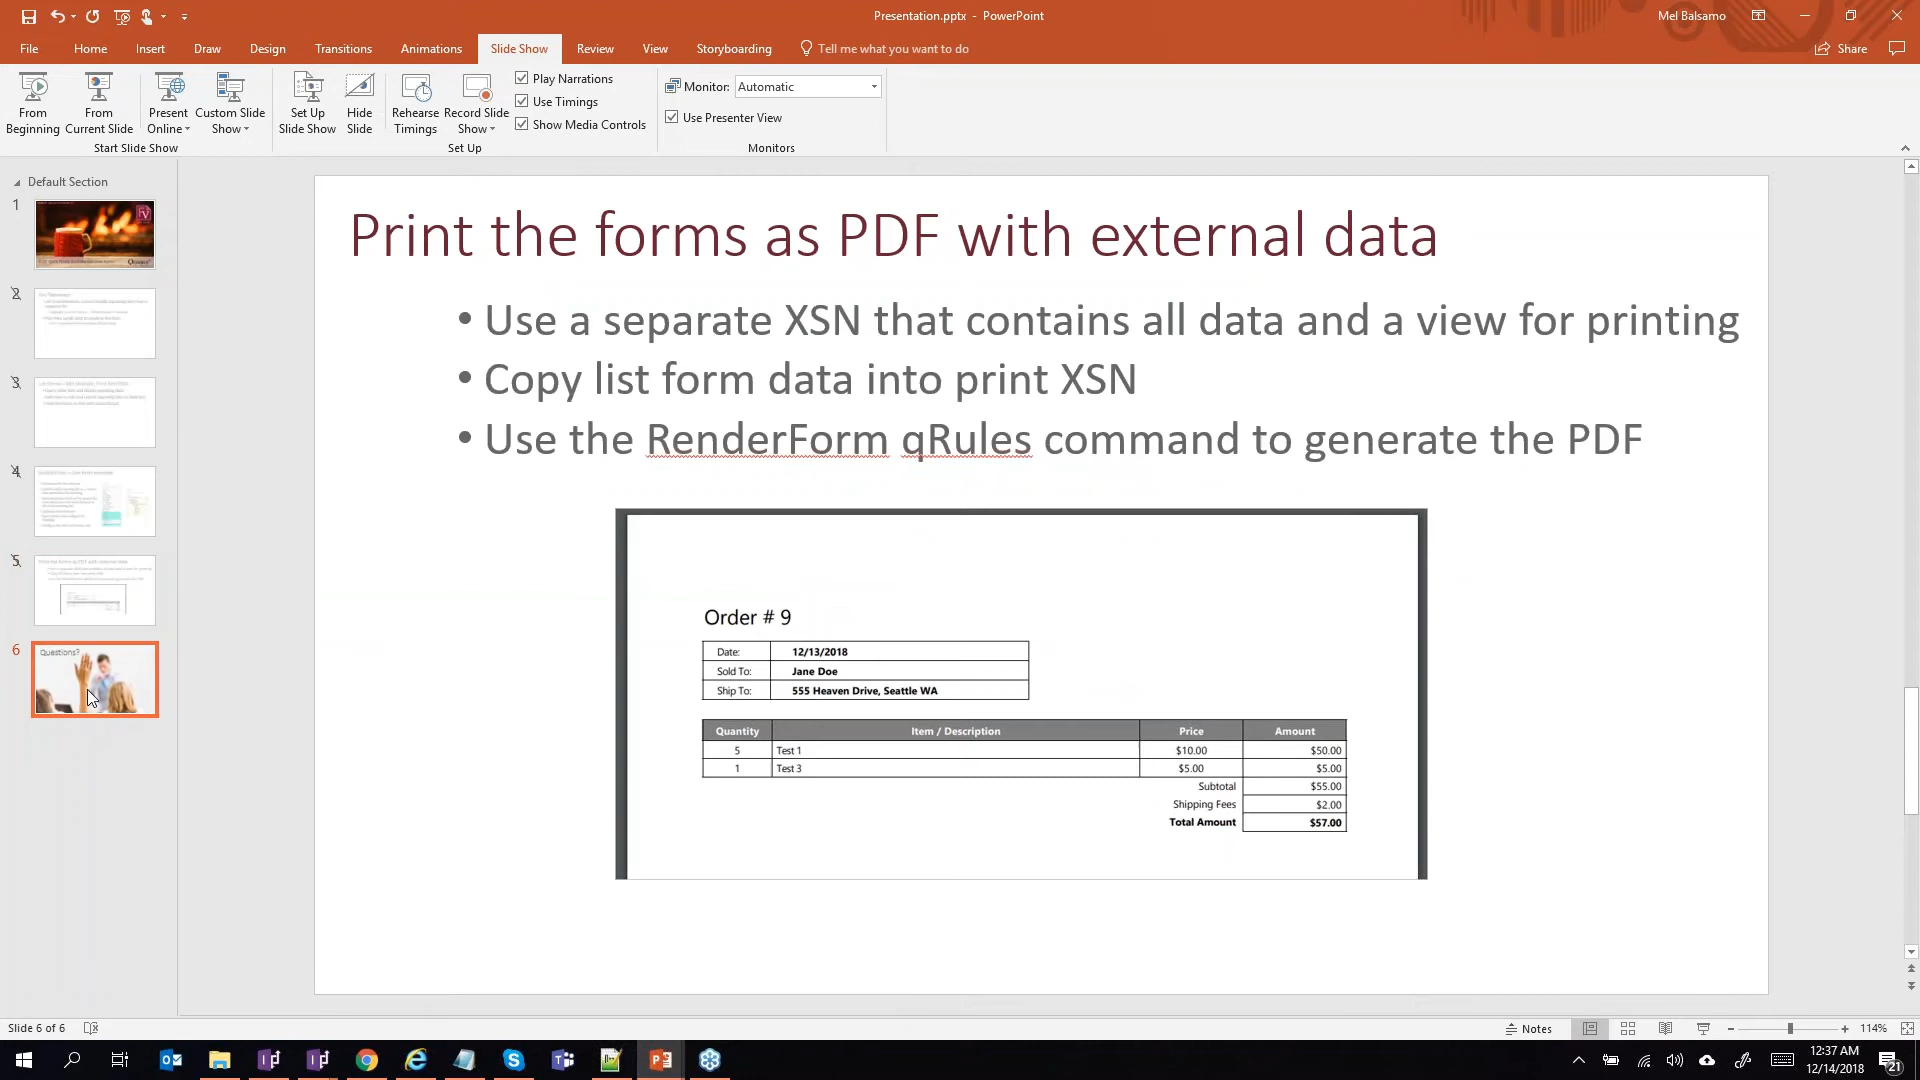 Presentation.pptx - PowerPoint
Mel Balsamo
File Home Insert Draw Design Transitions Animations Slide Show Review View Storyboarding Tell me what you want to do
Share
From Beginning
From Current Slide
Present Online
Custom Slide Show
Set Up Slide Show
Hide Slide
Rehearse Timings
Record Slide Show
Play Narrations
Use Timings
Show Media Controls
Monitor: Automatic
Use Presenter View
Start Slide Show
Set Up
Monitors
Default Section
1
2
3
4
5
6
Questions?
Print the forms as PDF with external data
• Use a separate XSN that contains all data and a view for printing
• Copy list form data into print XSN
• Use the RenderForm qRules command to generate the PDF
Order # 9
Date: 12/13/2018
Sold To: Jane Doe
Ship To: 555 Heaven Drive, Seattle WA
Quantity Item / Description Price Amount
5 Test 1 $10.00 $50.00
1 Test 3 $5.00 $5.00
Subtotal $55.00
Shipping Fees $2.00
Total Amount $57.00
Slide 6 of 6
Notes
114%
12:37 AM
12/14/2018
21